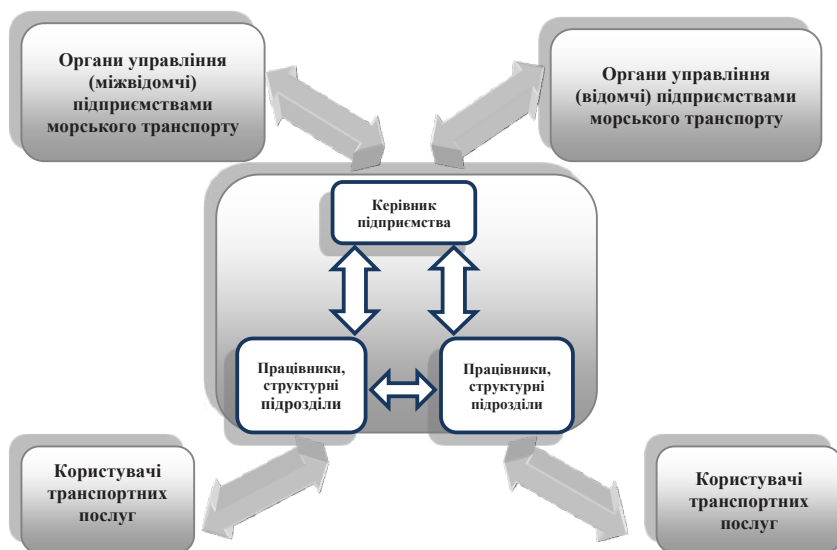 Органи управління
(міжвідомчі)
підприємствами
морського транспорту
Органи управління
(відомчі) підприємствами
морського транспорту
Керівник
підприємства
Працівники,
структурні
підрозділи
Працівники,
структурні
підрозділи
Користувачі
транспортних
послуг
Користувачі
транспортних
послуг